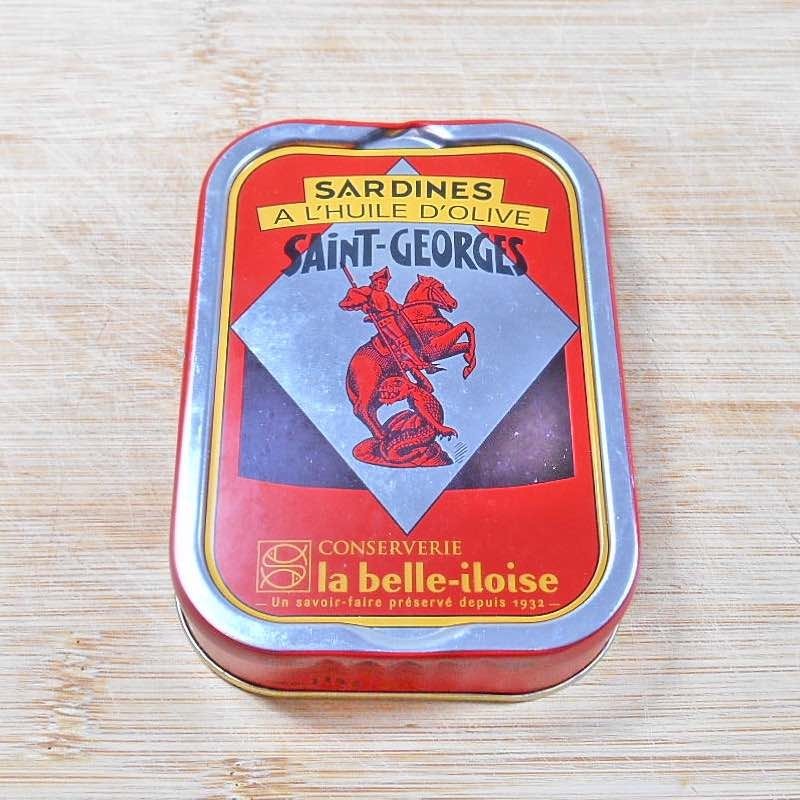 SARDINES
A L'HUILE D'OLIVE
SAiNT-GEORGES
CONSERVERIE
la belle-iloise
Un savoir-faire préservé depuis 1932